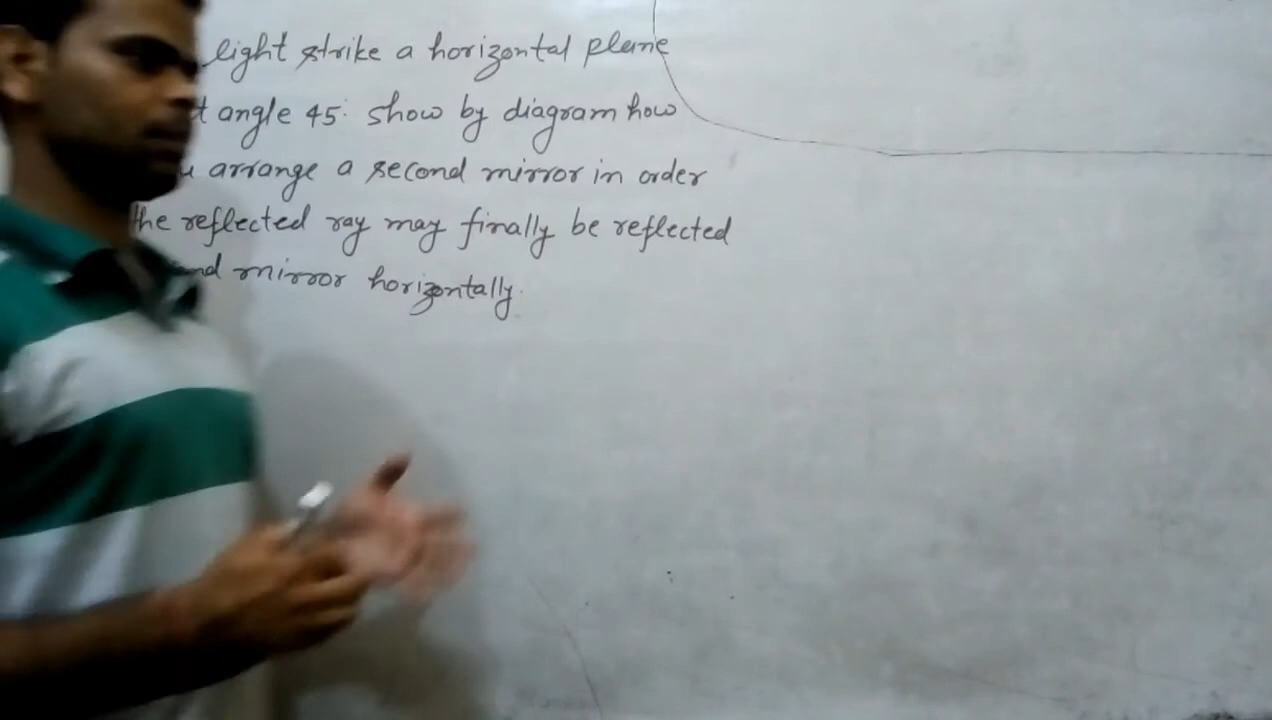 light strike a horizontal plane
angle 45. show by diagram how
arrange a second mirror in order
the reflected ray may finally be reflected
mirror horizontally.